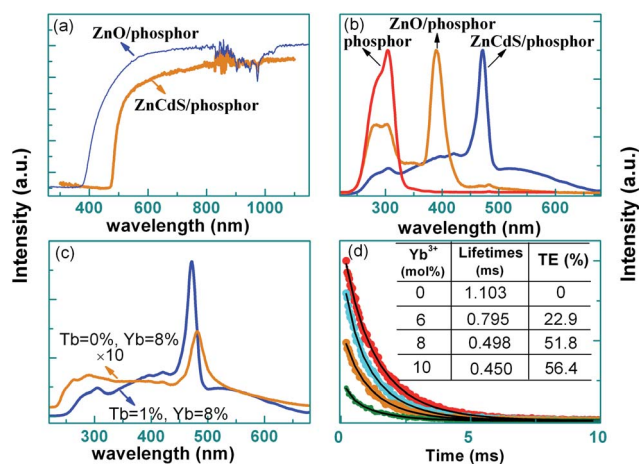 (a)
ZnO/phosphor
ZnCdS/phosphor
400 600 800 1000
wavelength (nm)
Intensity (a.u.)
(b)
ZnO/phosphor
phosphor
ZnCdS/phosphor
200 300 400 500 600
wavelength (nm)
Intensity (a.u.)
(c)
Tb=0%, Yb=8%
×10
Tb=1%, Yb=8%
200 300 400 500 600
wavelength (nm)
(d)
Yb3+ (mol%) Lifetimes (ms) TE (%)
0 1.103 0
6 0.795 22.9
8 0.498 51.8
10 0.450 56.4
0 5 10
Time (ms)